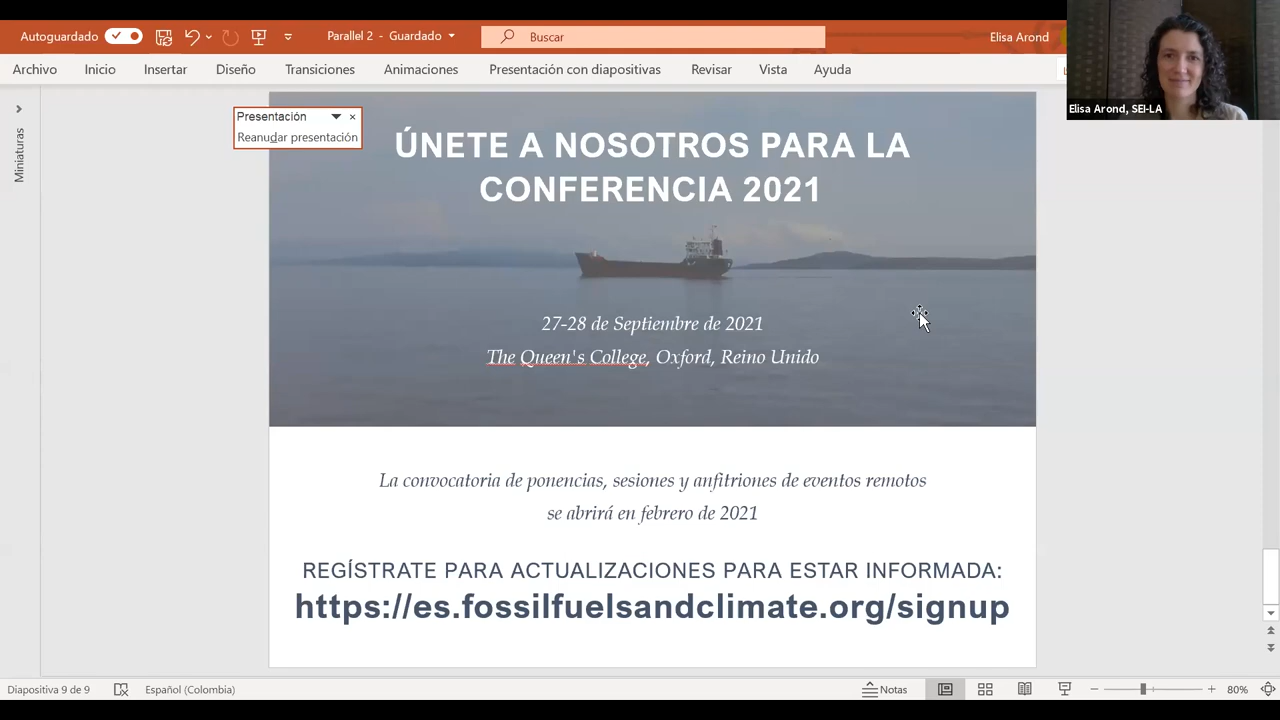 Autoguardado
Parallel 2 - Guardado
Buscar
Elisa Arond
Archivo
Inicio
Insertar
Diseño
Transiciones
Animaciones
Presentación con diapositivas
Revisar
Vista
Ayuda
Elisa Arond, SEI-LA
Miniaturas
Presentación
Reanudar presentación
ÚNETE A NOSOTROS PARA LA
CONFERENCIA 2021
27-28 de Septiembre de 2021
The Queen's College, Oxford, Reino Unido
La convocatoria de ponencias, sesiones y anfitriones de eventos remotos
se abrirá en febrero de 2021
REGÍSTRATE PARA ACTUALIZACIONES PARA ESTAR INFORMADA:
https://es.fossilfuelsandclimate.org/signup
Diapositiva 9 de 9
Español (Colombia)
Notas
80%